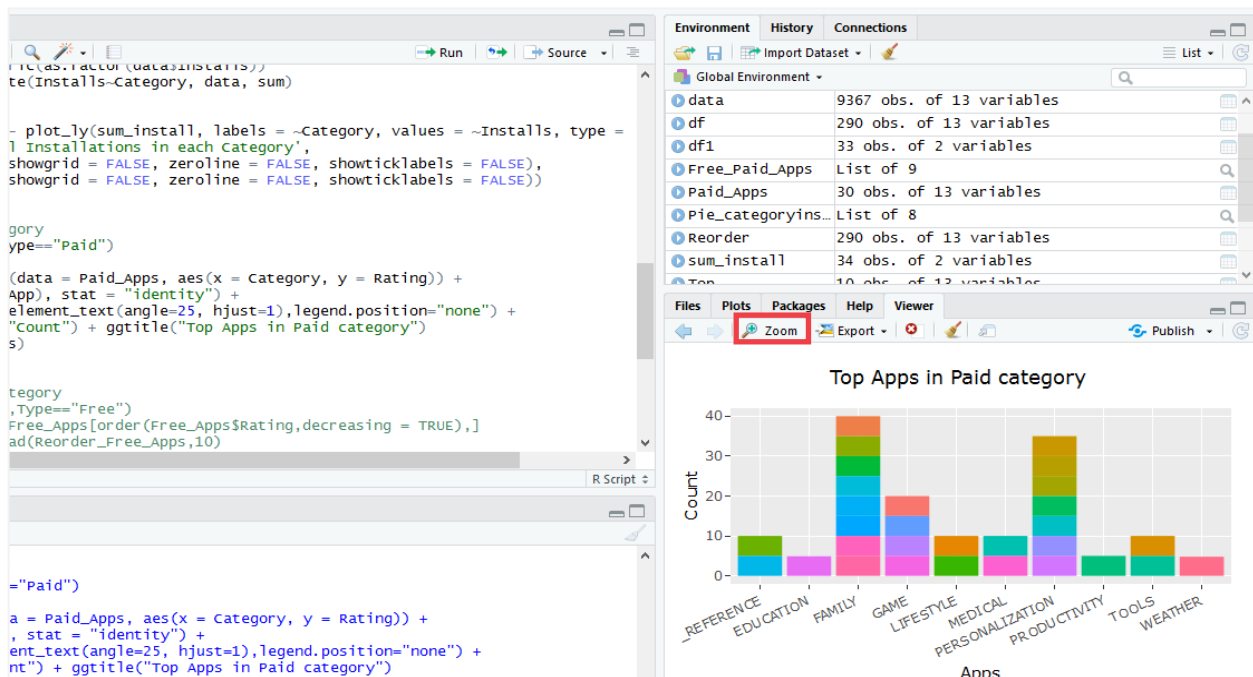 Run
Source
ric(as.factor(data$Installs))
te(Installs~Category, data, sum)
- plot_ly(sum_install, labels = ~Category, values = ~Installs, type =
l Installations in each Category',
showgrid = FALSE, zeroline = FALSE, showticklabels = FALSE),
showgrid = FALSE, zeroline = FALSE, showticklabels = FALSE))
gory
ype=="Paid")
(data = Paid_Apps, aes(x = Category, y = Rating)) +
App), stat = "identity") +
element_text(angle=25, hjust=1),legend.position="none") +
"Count") + ggtitle("Top Apps in Paid category")
s)
tegory
,Type=="Free")
Free_Apps[order(Free_Apps$Rating,decreasing = TRUE),]
ad(Reorder_Free_Apps,10)
R Script
="Paid")
a = Paid_Apps, aes(x = Category, y = Rating)) +
, stat = "identity") +
ent_text(angle=25, hjust=1),legend.position="none") +
nt") + ggtitle("Top Apps in Paid category")
Environment History Connections
Import Dataset
List
Global Environment
data 9367 obs. of 13 variables
df 290 obs. of 13 variables
df1 33 obs. of 2 variables
Free_Paid_Apps List of 9
Paid_Apps 30 obs. of 13 variables
Pie_categoryins… List of 8
Reorder 290 obs. of 13 variables
sum_install 34 obs. of 2 variables
Top 10 obs. of 13 variables
Files Plots Packages Help Viewer
Zoom Export Publish
Top Apps in Paid category
40
30
20
10
0
Count
_REFERENCE
EDUCATION
FAMILY
GAME
LIFESTYLE
MEDICAL
PERSONALIZATION
PRODUCTIVITY
TOOLS
WEATHER
Apps